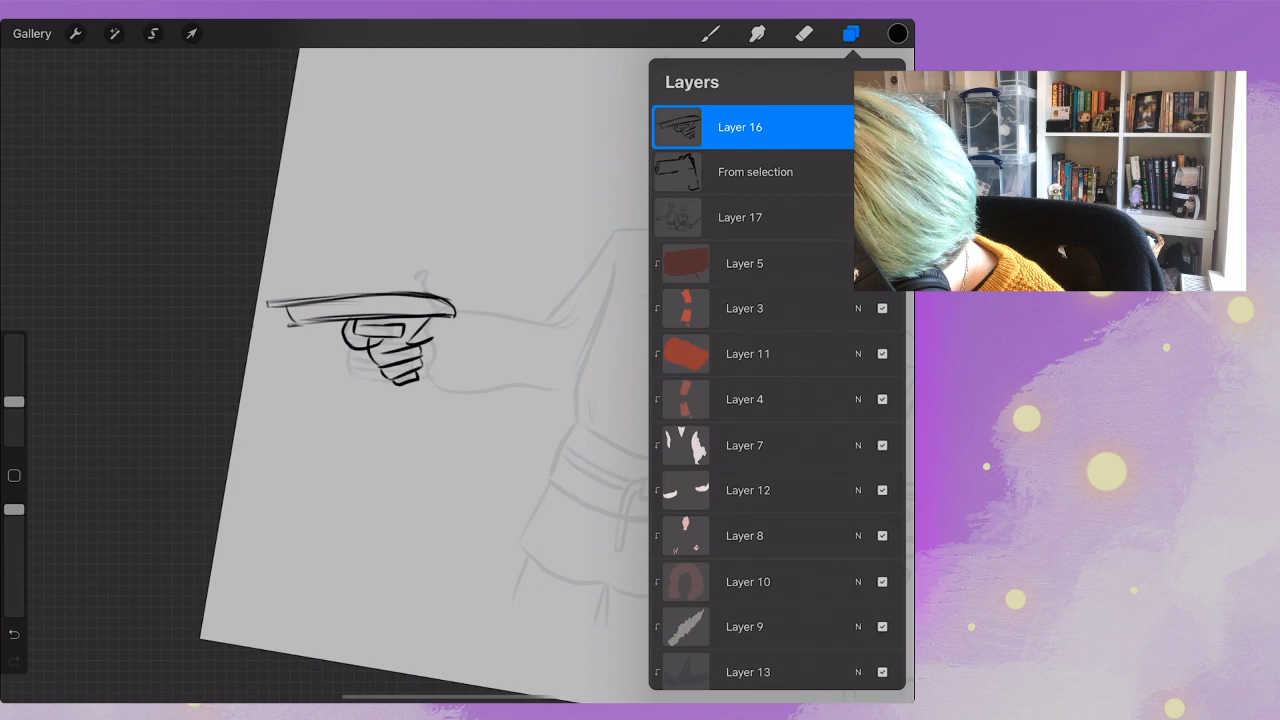 Gallery
Layers
Layer 16
From selection
Layer 17
Layer 5
Layer 3 N
Layer 11 N
Layer 4 N
Layer 7 N
Layer 12 N
Layer 8 N
Layer 10 N
Layer 9 N
Layer 13 N